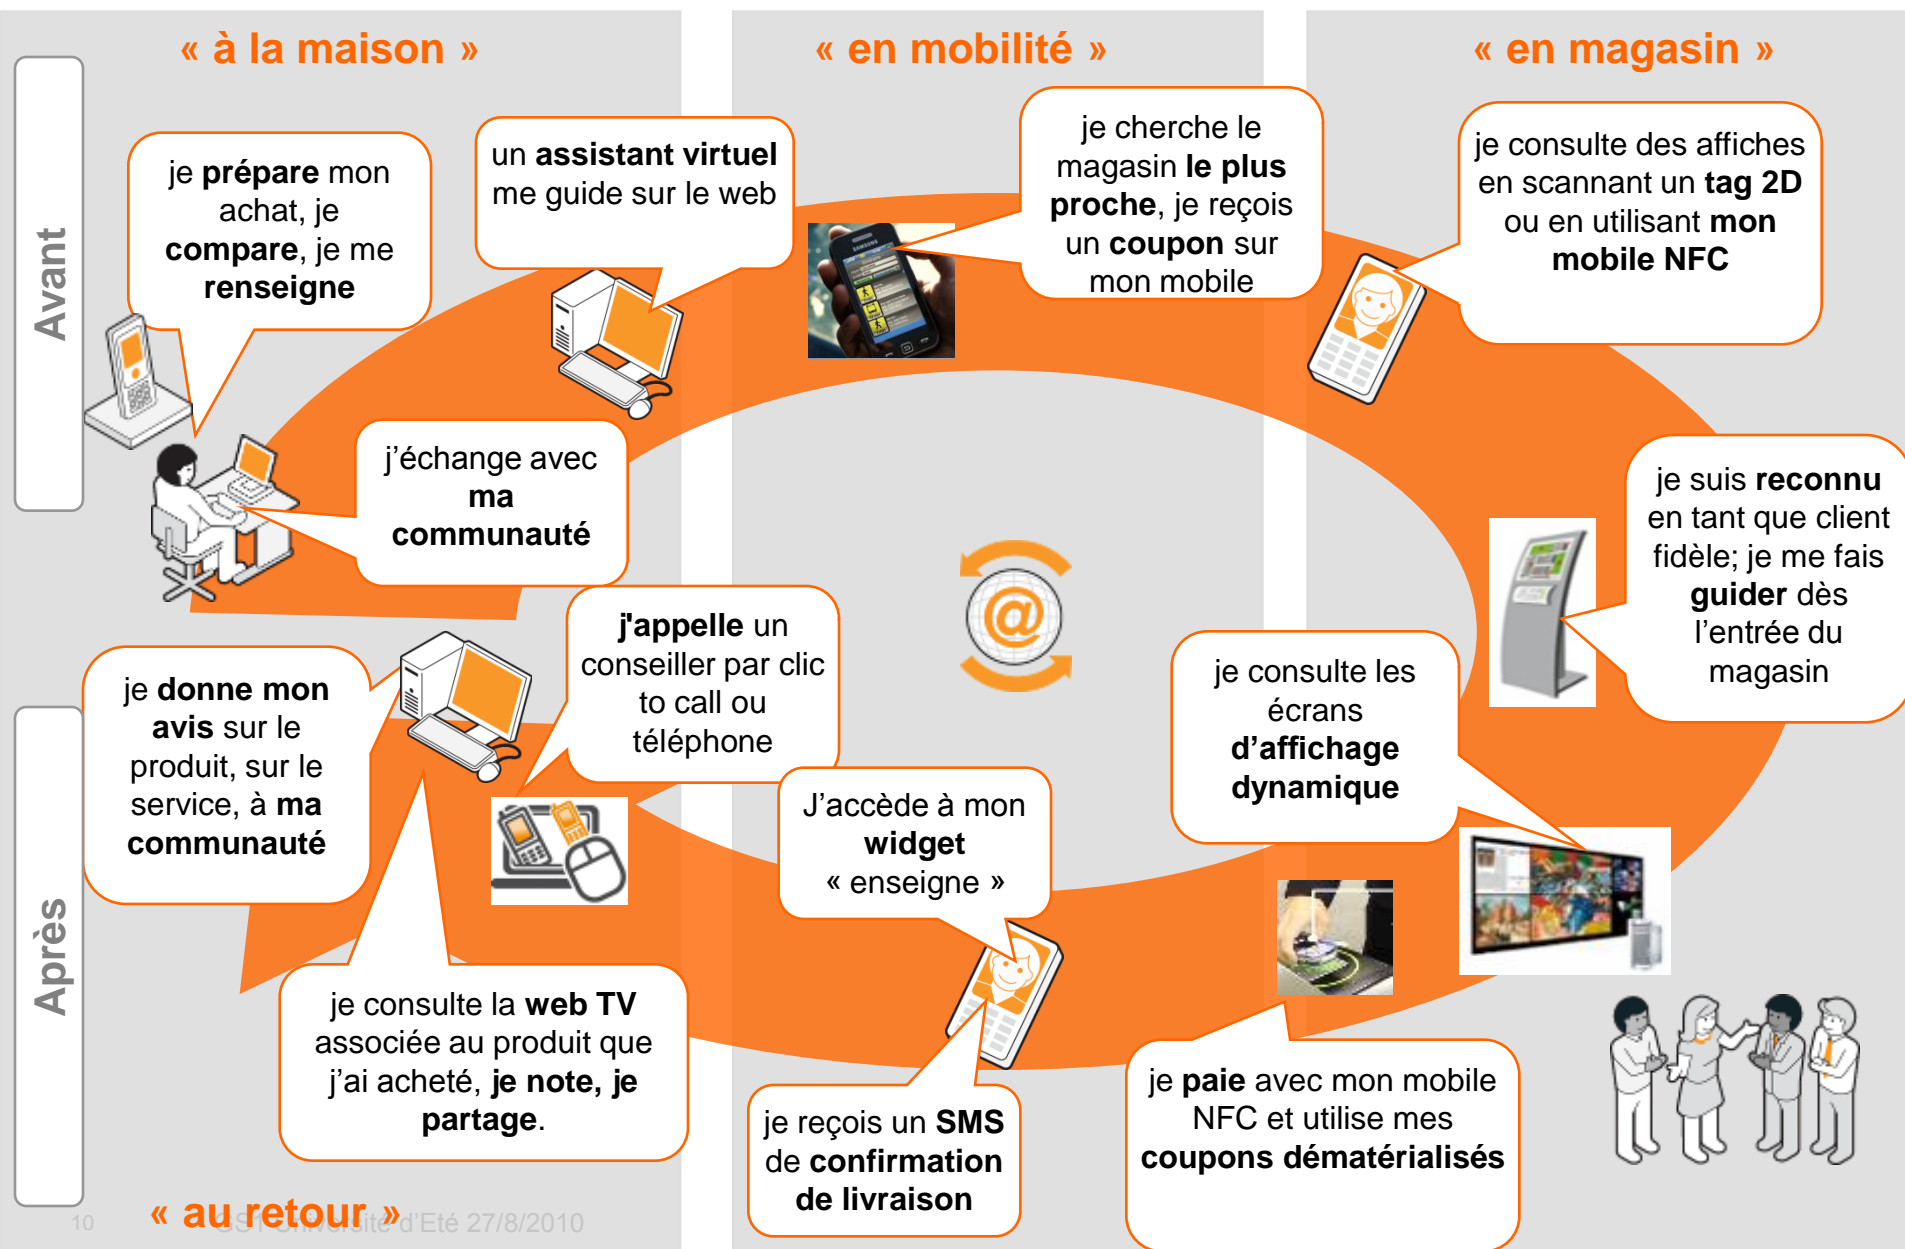 « à la maison »
« en mobilité »
« en magasin »
Avant
je prépare mon
achat, je
compare, je me
renseigne
un assistant virtuel
me guide sur le web
je cherche le
magasin le plus
proche, je reçois
un coupon sur
mon mobile
je consulte des affiches
en scannant un tag 2D
ou en utilisant mon
mobile NFC
SAMSUNG
j’échange avec
ma
communauté
je suis reconnu
en tant que client
fidèle; je me fais
guider dès
l’entrée du
magasin
@
j'appelle un
conseiller par clic
to call ou
téléphone
je consulte les
écrans
d’affichage
dynamique
Après
je donne mon
avis sur le
produit, sur le
service, à ma
communauté
J’accède à mon
widget
« enseigne »
je consulte la web TV
associée au produit que
j’ai acheté, je note, je
partage.
je reçois un SMS
de confirmation
de livraison
je paie avec mon mobile
NFC et utilise mes
coupons dématérialisés
« au retour »
10
GS1 Université d’Eté 27/8/2010